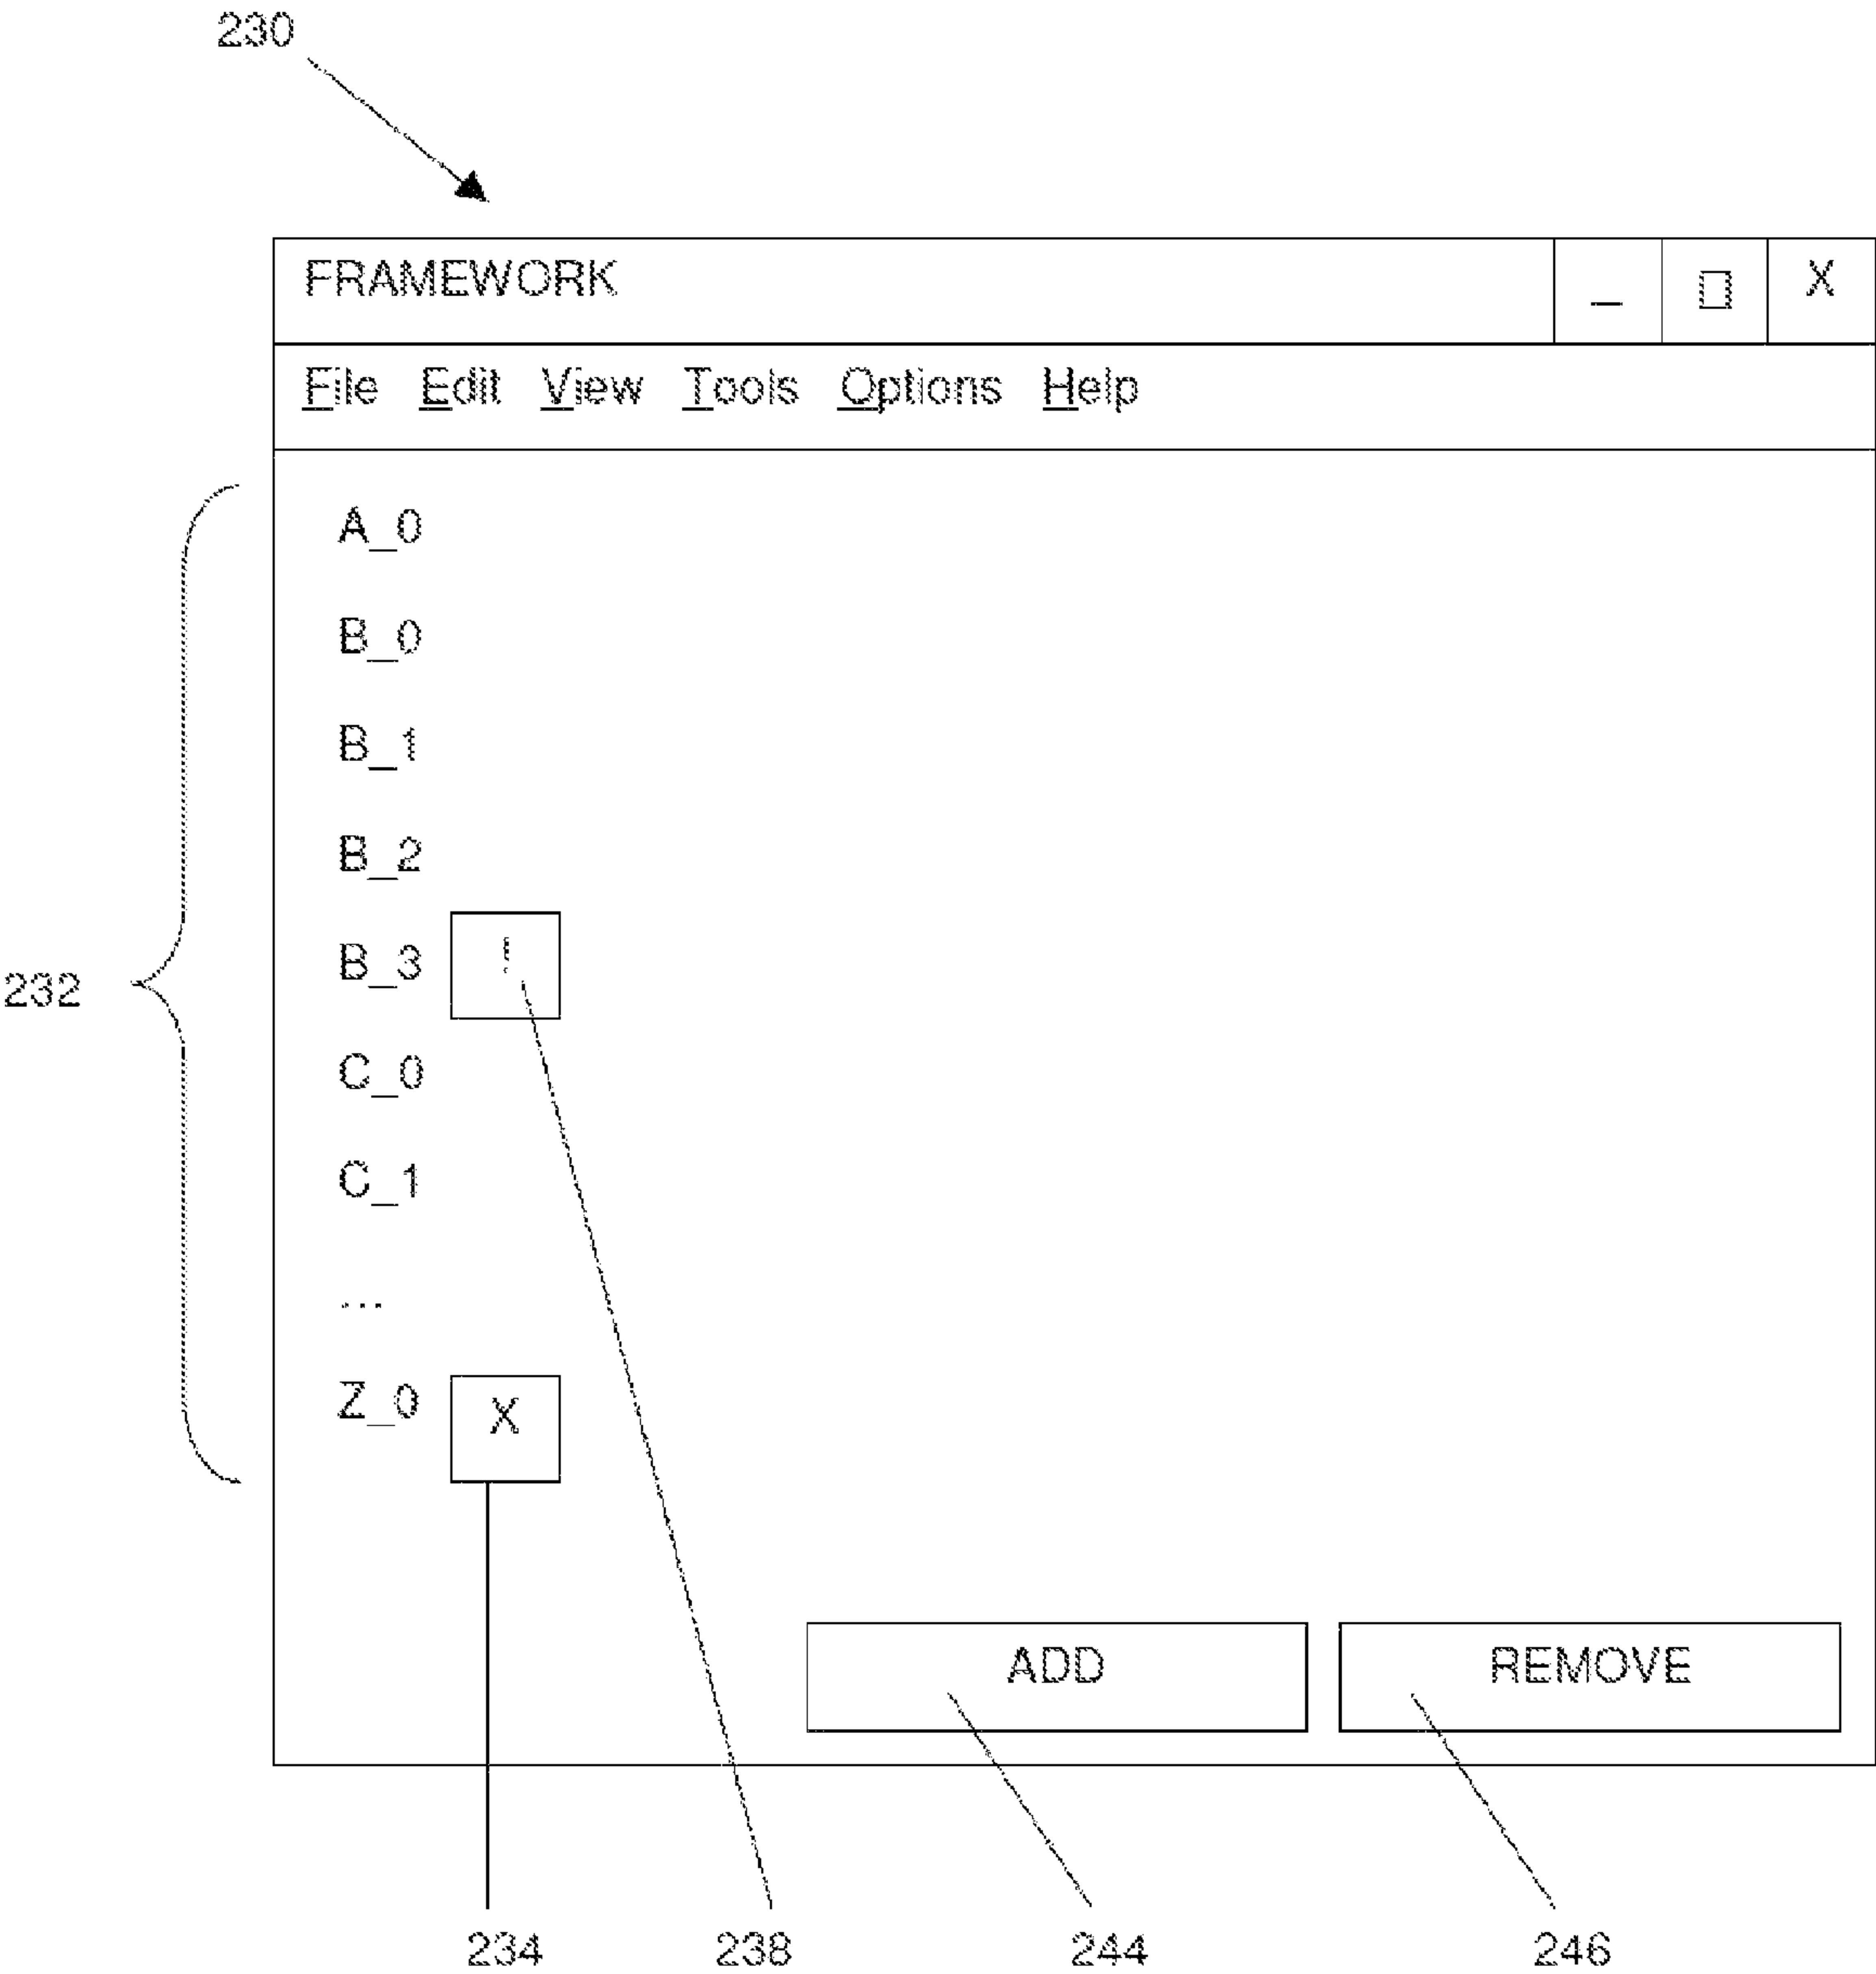 230
FRAMEWORK _ □ X
File Edit View Tools Options Help
A_0
B_0
B_1
B_2
B_3 !
232
C_0
C_1
...
Z_0 X
ADD REMOVE
234 238 244 246